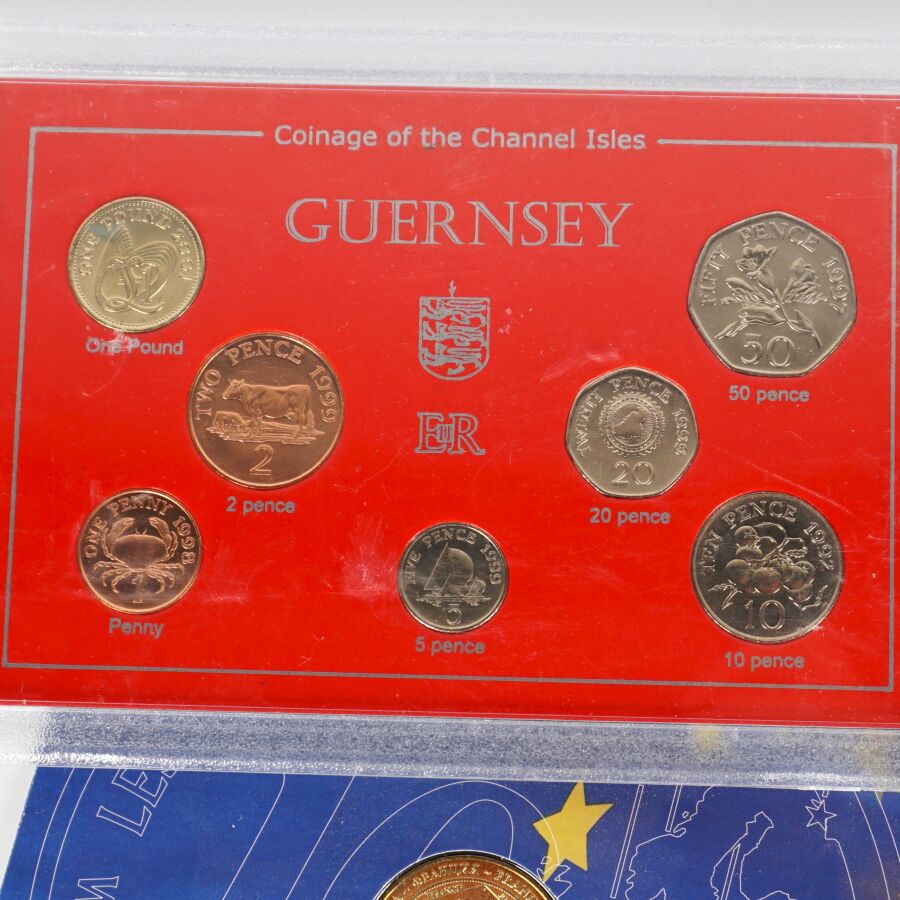 Coinage of the Channel Isles
GUERNSEY
ONE POUND
One Pound
TWO PENCE 1999
2
2 pence
ONE PENNY 1998
Penny
EIIR
FIVE PENCE 1999
5
5 pence
FIFTY PENCE 1997
50
50 pence
TWENTY PENCE 1999
20
20 pence
TEN PENCE 1992
10
10 pence